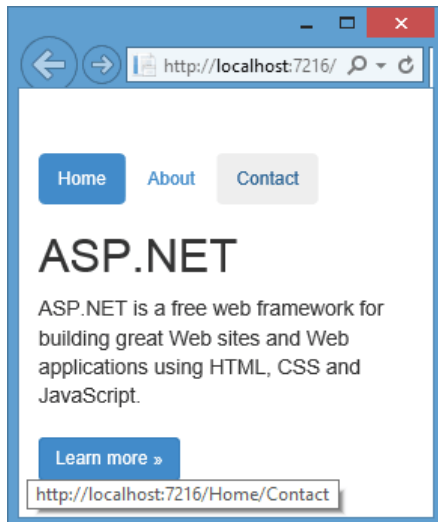 http://localhost:7216/
Home About Contact
ASP.NET
ASP.NET is a free web framework for
building great Web sites and Web
applications using HTML, CSS and
JavaScript.
Learn more »
http://localhost:7216/Home/Contact